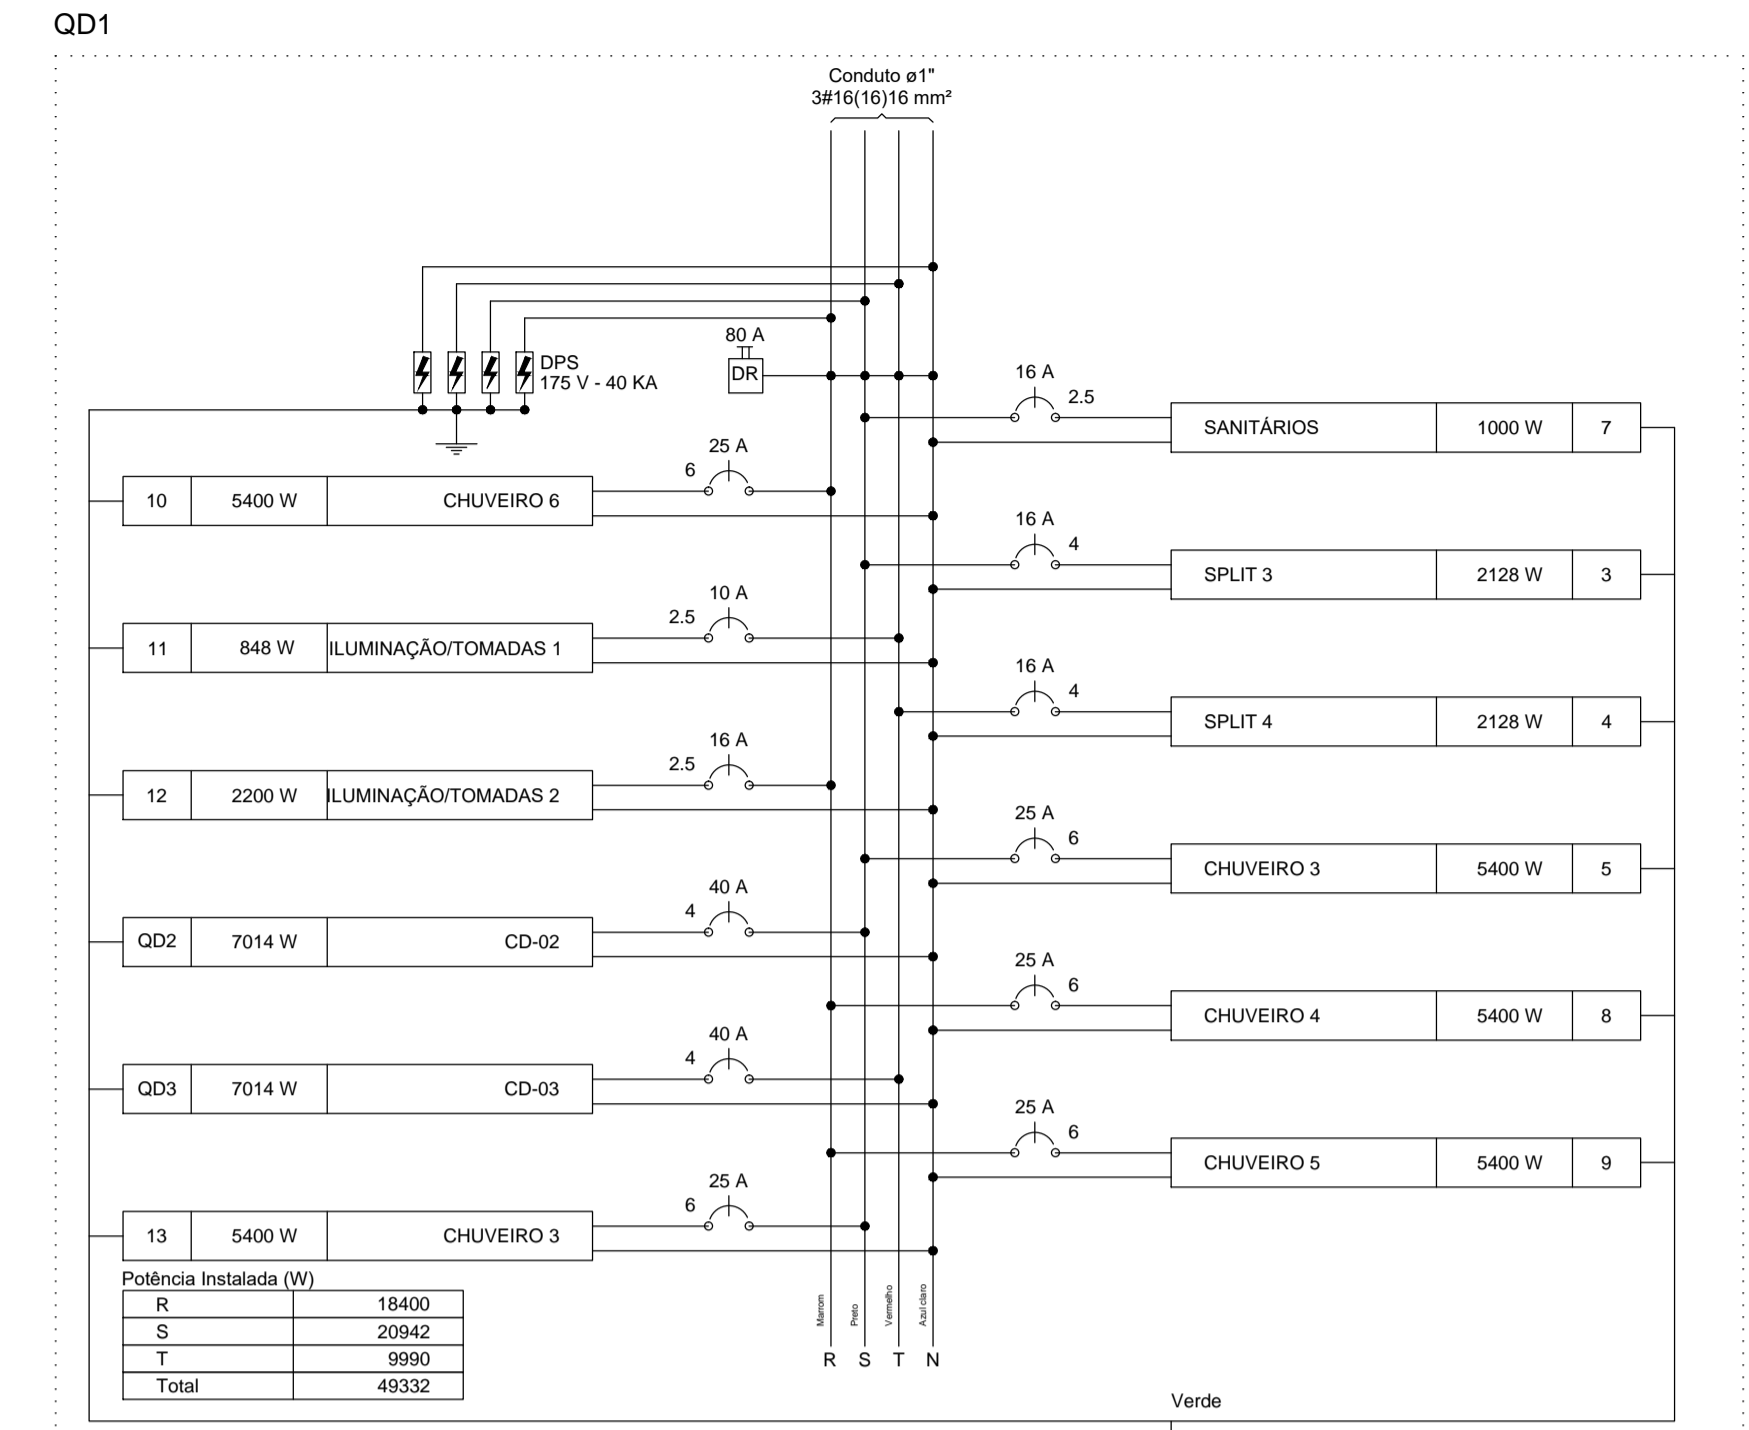 QD1
Conduto ø1"
3#16(16)16 mm²
DPS
175 V - 40 KA
80 A
DR
16 A
2.5
SANITÁRIOS 1000 W 7
25 A
6
10 5400 W CHUVEIRO 6
16 A
4
SPLIT 3 2128 W 3
10 A
2.5
11 848 W ILUMINAÇÃO/TOMADAS 1
16 A
4
SPLIT 4 2128 W 4
16 A
2.5
12 2200 W ILUMINAÇÃO/TOMADAS 2
25 A
6
CHUVEIRO 3 5400 W 5
40 A
4
QD2 7014 W CD-02
25 A
6
CHUVEIRO 4 5400 W 8
40 A
4
QD3 7014 W CD-03
25 A
6
CHUVEIRO 5 5400 W 9
25 A
6
13 5400 W CHUVEIRO 3
Potência Instalada (W)
R 18400
S 20942
T 9990
Total 49332
Marrom
Preto
Vermelho
Azul claro
R S T N
Verde